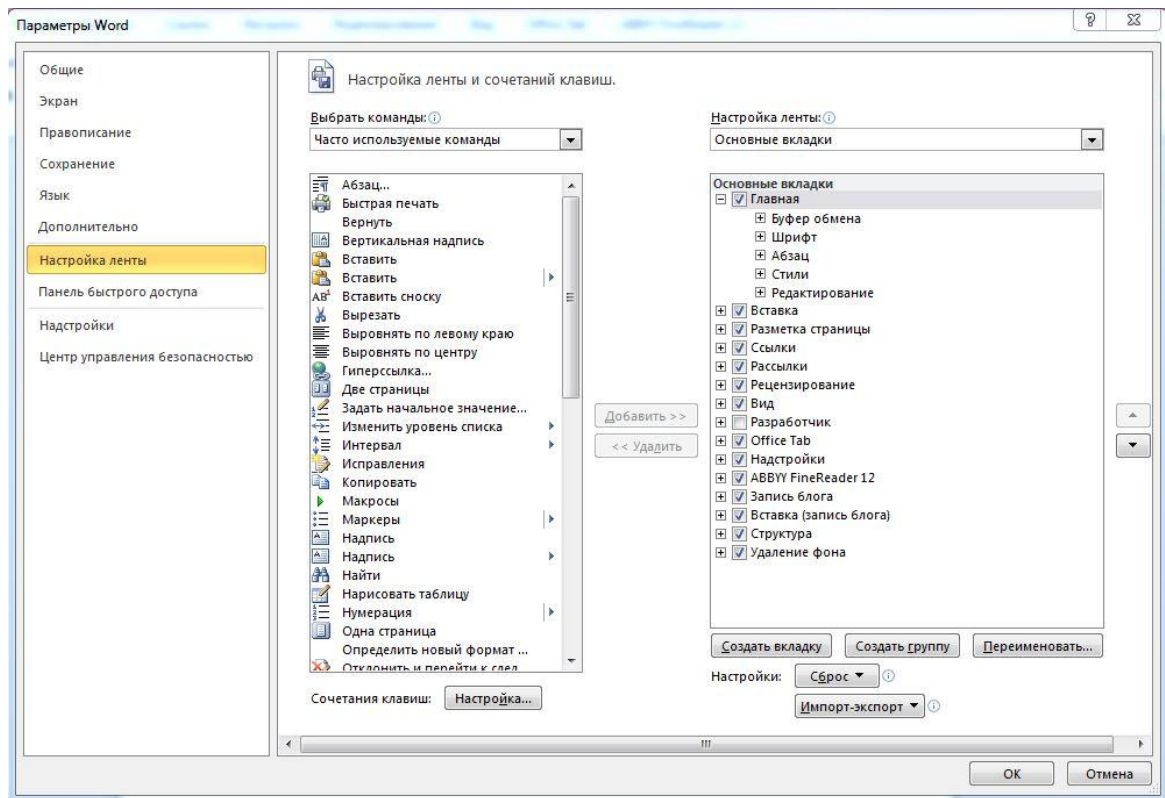 Параметры Word
Общие
Экран
Правописание
Сохранение
Язык
Дополнительно
Настройка ленты
Панель быстрого доступа
Надстройки
Центр управления безопасностью
Настройка ленты и сочетаний клавиш.
Выбрать команды:
Часто используемые команды
Абзац...
Быстрая печать
Вернуть
Вертикальная надпись
Вставить
Вставить
Вставить сноску
Вырезать
Выровнять по левому краю
Выровнять по центру
Гиперссылка...
Две страницы
Задать начальное значение...
Изменить уровень списка
Интервал
Исправления
Копировать
Макросы
Маркеры
Надпись
Надпись
Найти
Нарисовать таблицу
Нумерация
Одна страница
Определить новый формат ...
Отклонить и перейти к след
Сочетания клавиш: Настройка...
Добавить >>
<< Удалить
Настройка ленты:
Основные вкладки
Основные вкладки
Главная
Буфер обмена
Шрифт
Абзац
Стили
Редактирование
Вставка
Разметка страницы
Ссылки
Рассылки
Рецензирование
Вид
Разработчик
Office Tab
Надстройки
ABBYY FineReader 12
Запись блога
Вставка (запись блога)
Структура
Удаление фона
Создать вкладку Создать группу Переименовать...
Настройки: Сброс
Импорт-экспорт
ОК Отмена